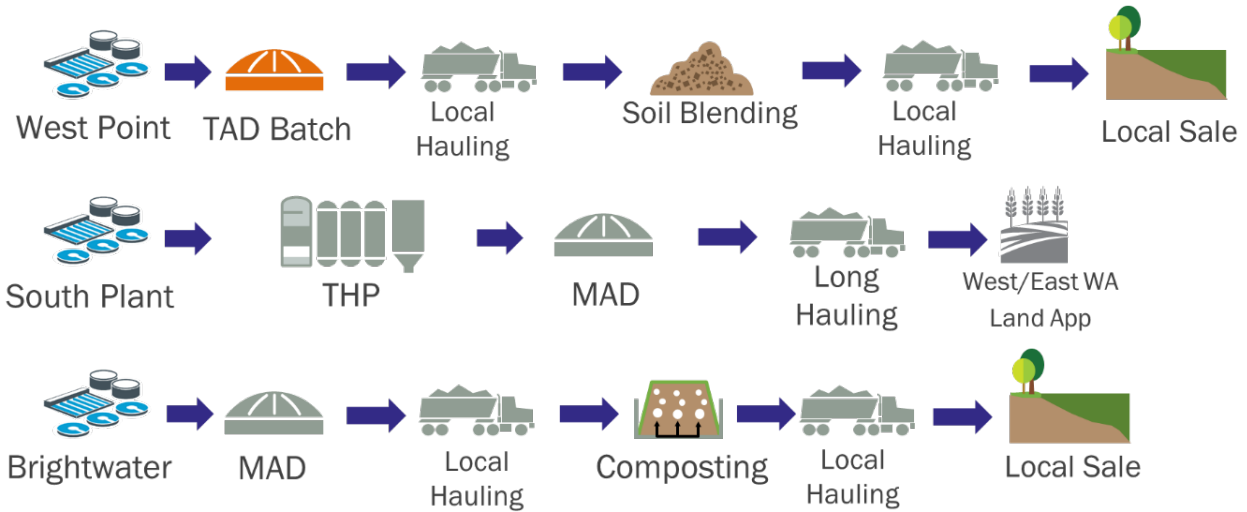 West Point
TAD Batch
Local
Hauling
Soil Blending
Local
Hauling
Local Sale
South Plant
THP
MAD
Long
Hauling
West/East WA
Land App
Brightwater
MAD
Local
Hauling
Composting
Local
Hauling
Local Sale